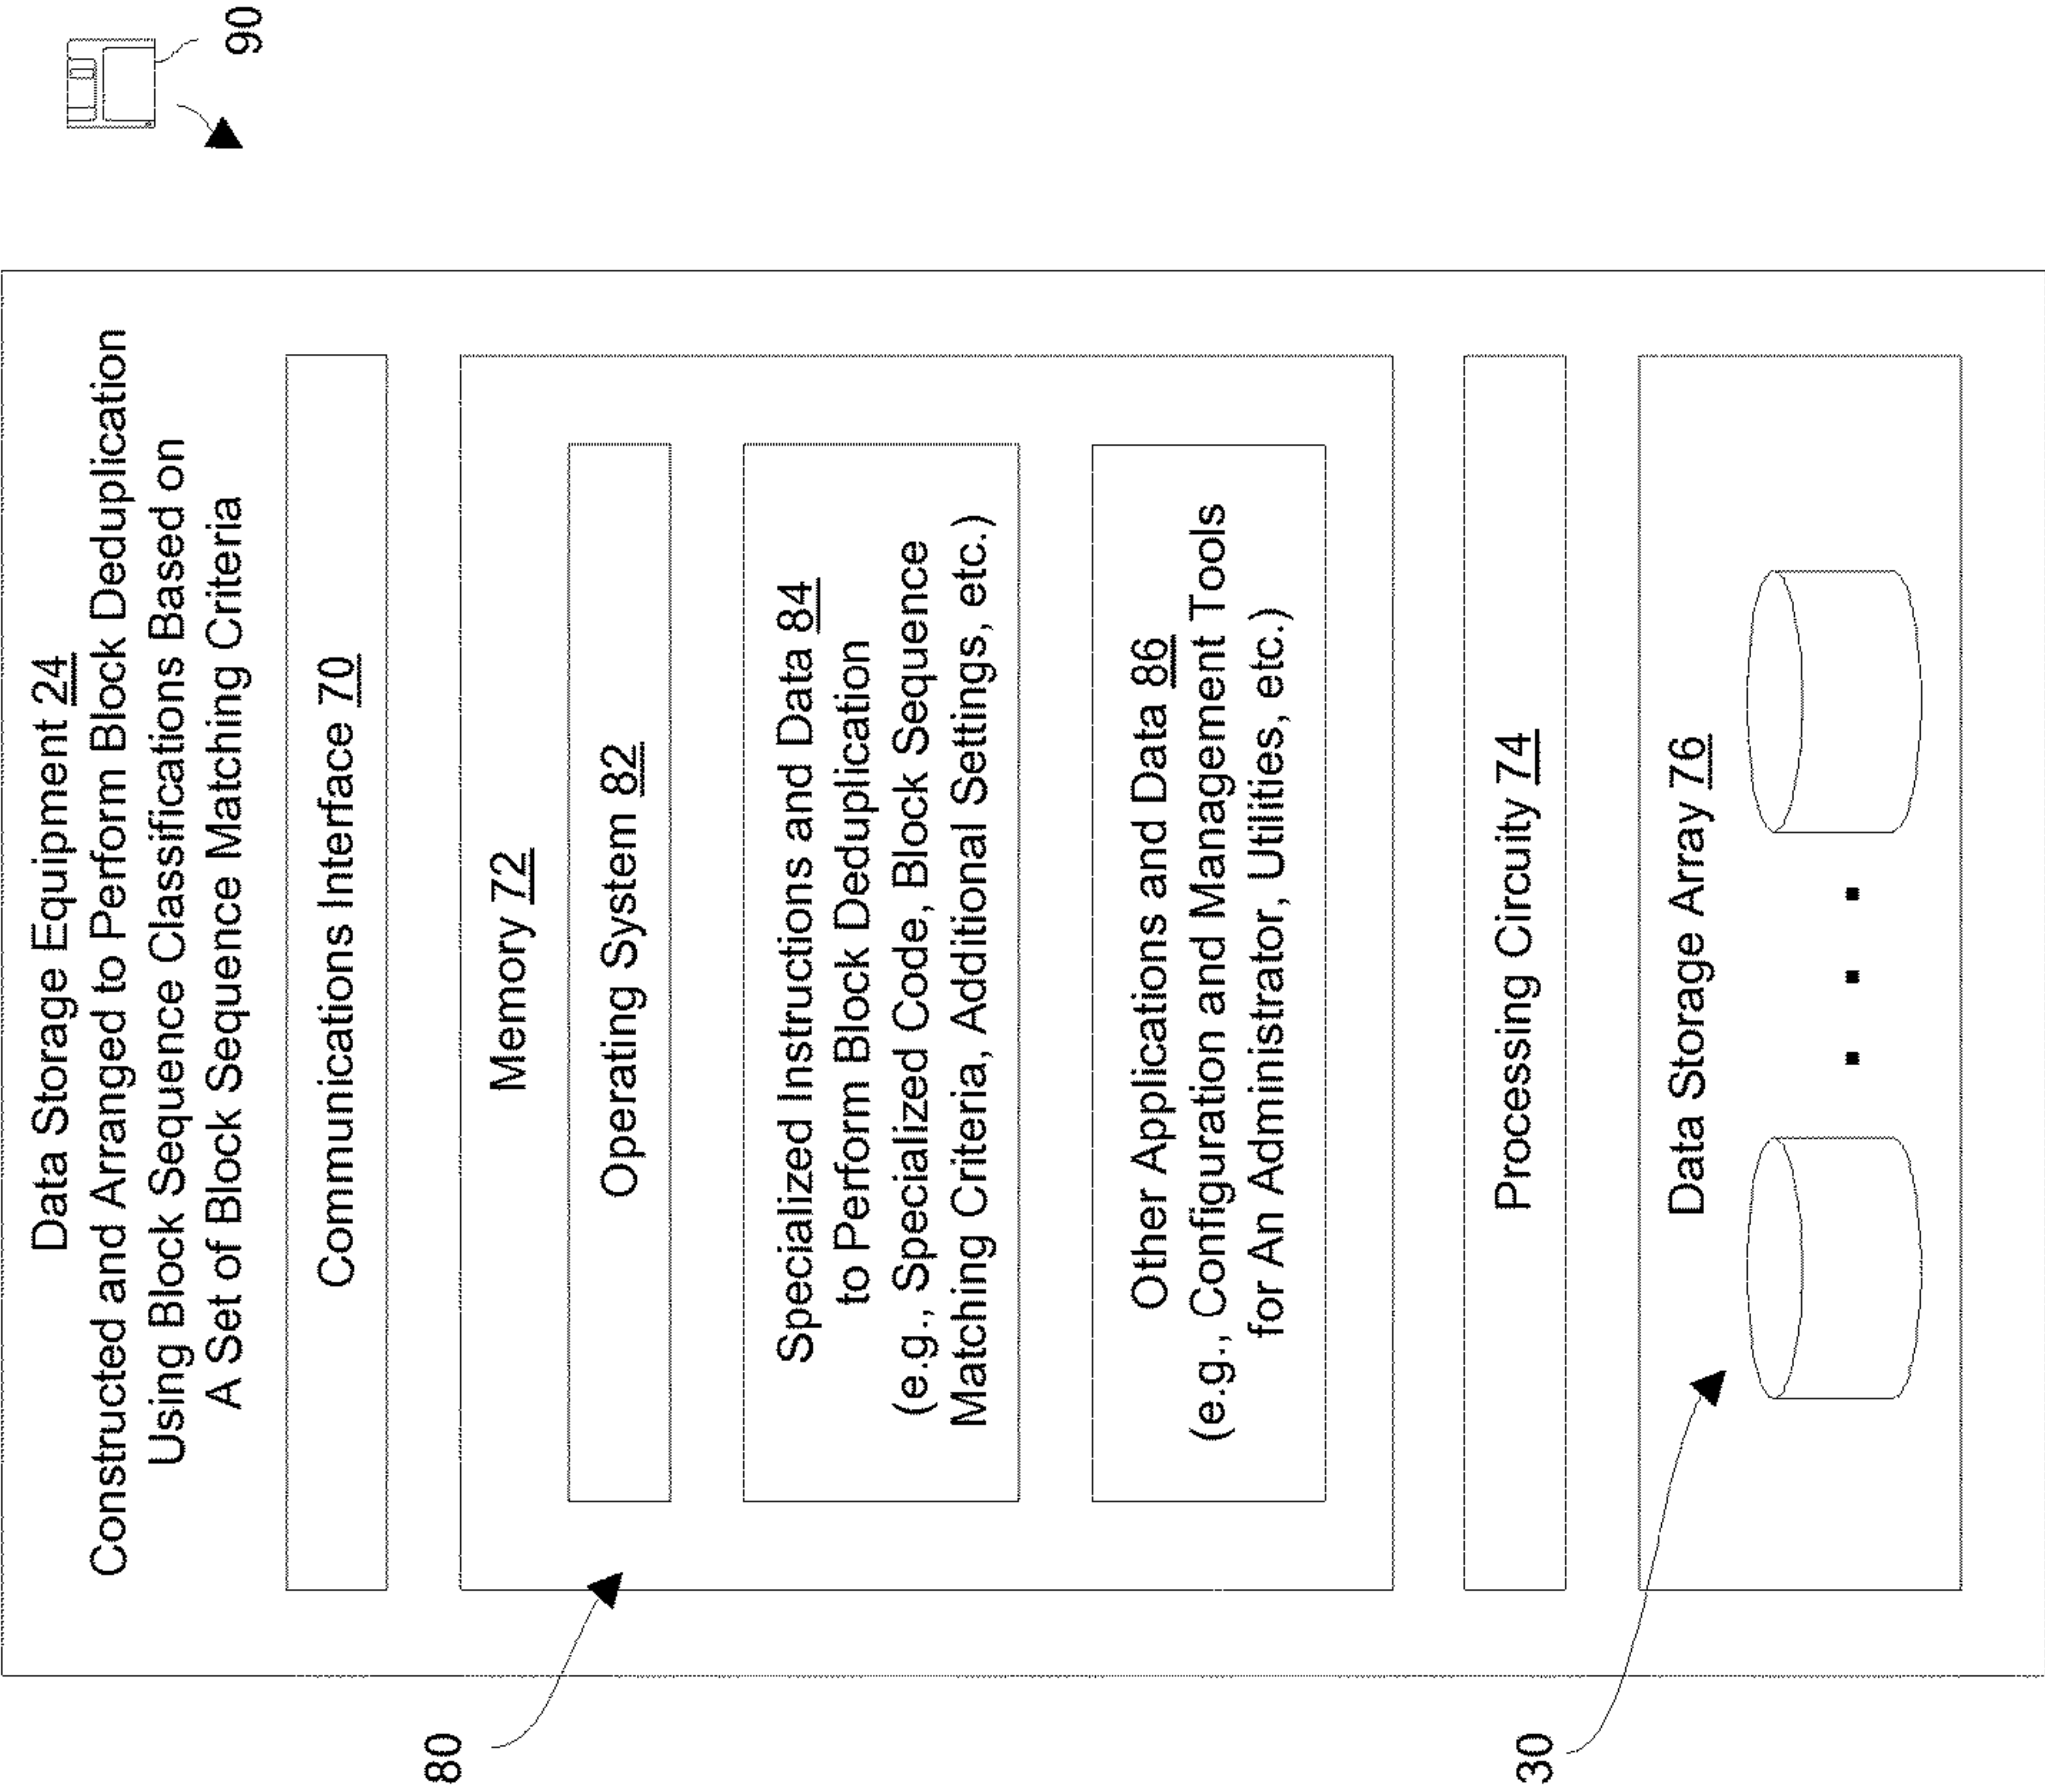 90
Data Storage Equipment 24
Constructed and Arranged to Perform Block Deduplication
Using Block Sequence Classifications Based on
A Set of Block Sequence Matching Criteria
Communications Interface 70
80
Memory 72
Operating System 82
Specialized Instructions and Data 84
to Perform Block Deduplication
(e.g., Specialized Code, Block Sequence
Matching Criteria, Additional Settings, etc.)
Other Applications and Data 86
(e.g., Configuration and Management Tools
for An Administrator, Utilities, etc.)
Processing Circuity 74
30
Data Storage Array 76